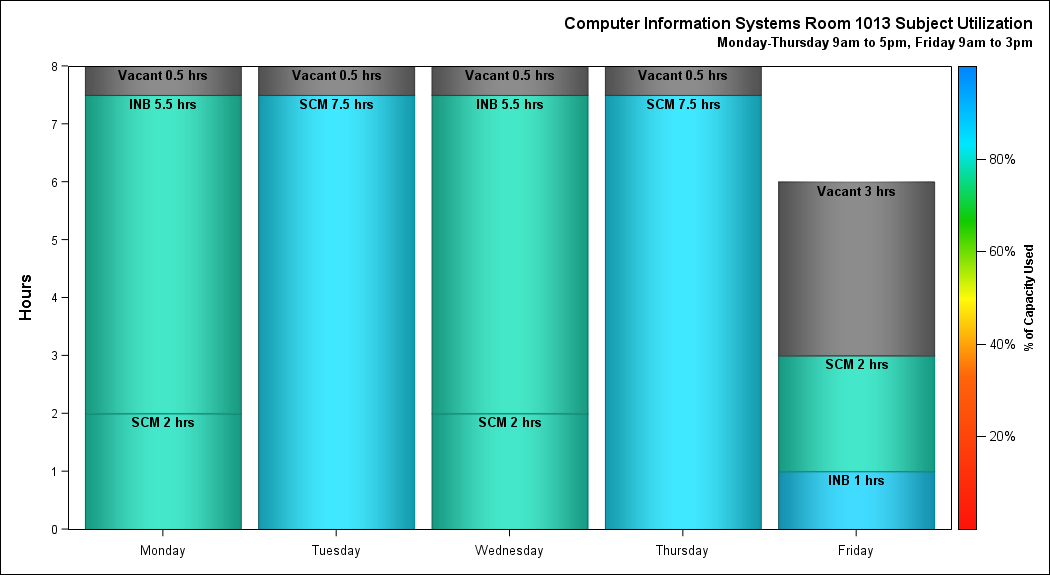 Computer Information Systems Room 1013 Subject Utilization
Monday-Thursday 9am to 5pm, Friday 9am to 3pm
Hours
8
7
6
5
4
3
2
1
0
Vacant 0.5 hrs
INB 5.5 hrs
SCM 2 hrs
Monday
Vacant 0.5 hrs
SCM 7.5 hrs
Tuesday
Vacant 0.5 hrs
INB 5.5 hrs
SCM 2 hrs
Wednesday
Vacant 0.5 hrs
SCM 7.5 hrs
Thursday
Vacant 3 hrs
SCM 2 hrs
INB 1 hrs
Friday
80%
60%
40%
20%
% of Capacity Used